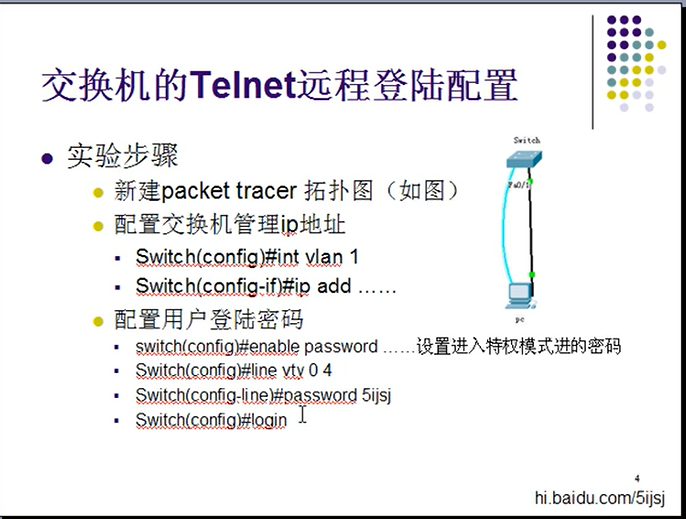 交换机的Telnet远程登陆配置
实验步骤
新建packet tracer 拓扑图（如图）
配置交换机管理ip地址
Switch(config)#int vlan 1
Switch(config-if)#ip add ……
配置用户登陆密码
switch(config)#enable password ……设置进入特权模式进的密码
Switch(config)#line vty 0 4
Switch(config-line)#password 5ijsj
Switch(config)#login
Switch
Fa0/1
pc
4
hi.baidu.com/5ijsj